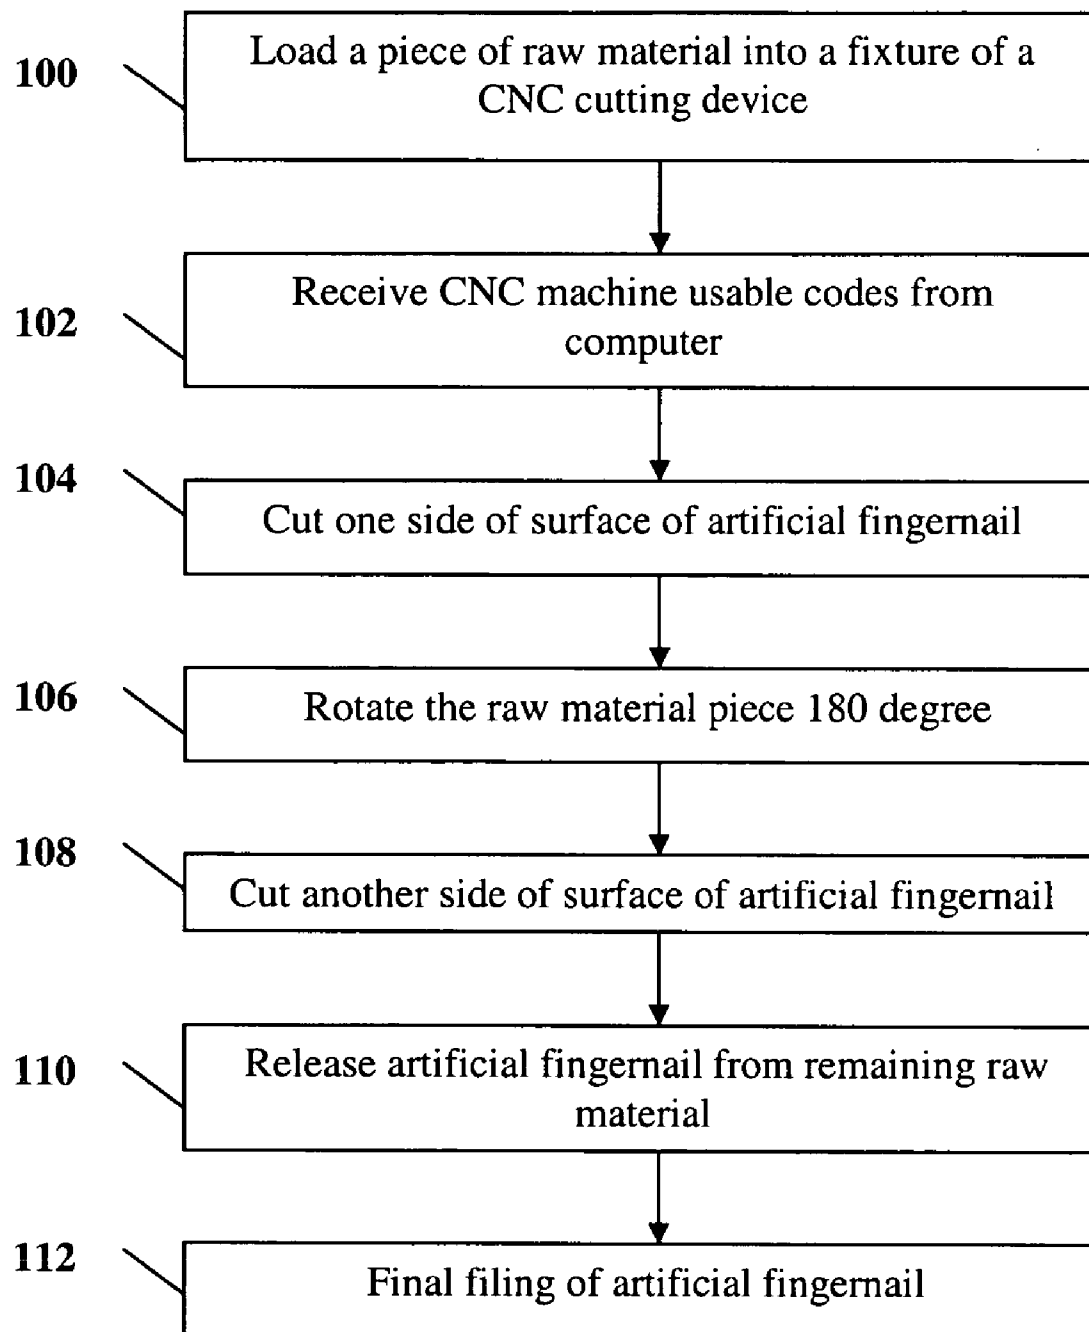 100
Load a piece of raw material into a fixture of a
CNC cutting device
102
Receive CNC machine usable codes from
computer
104
Cut one side of surface of artificial fingernail
106
Rotate the raw material piece 180 degree
108
Cut another side of surface of artificial fingernail
110
Release artificial fingernail from remaining raw
material
112
Final filing of artificial fingernail